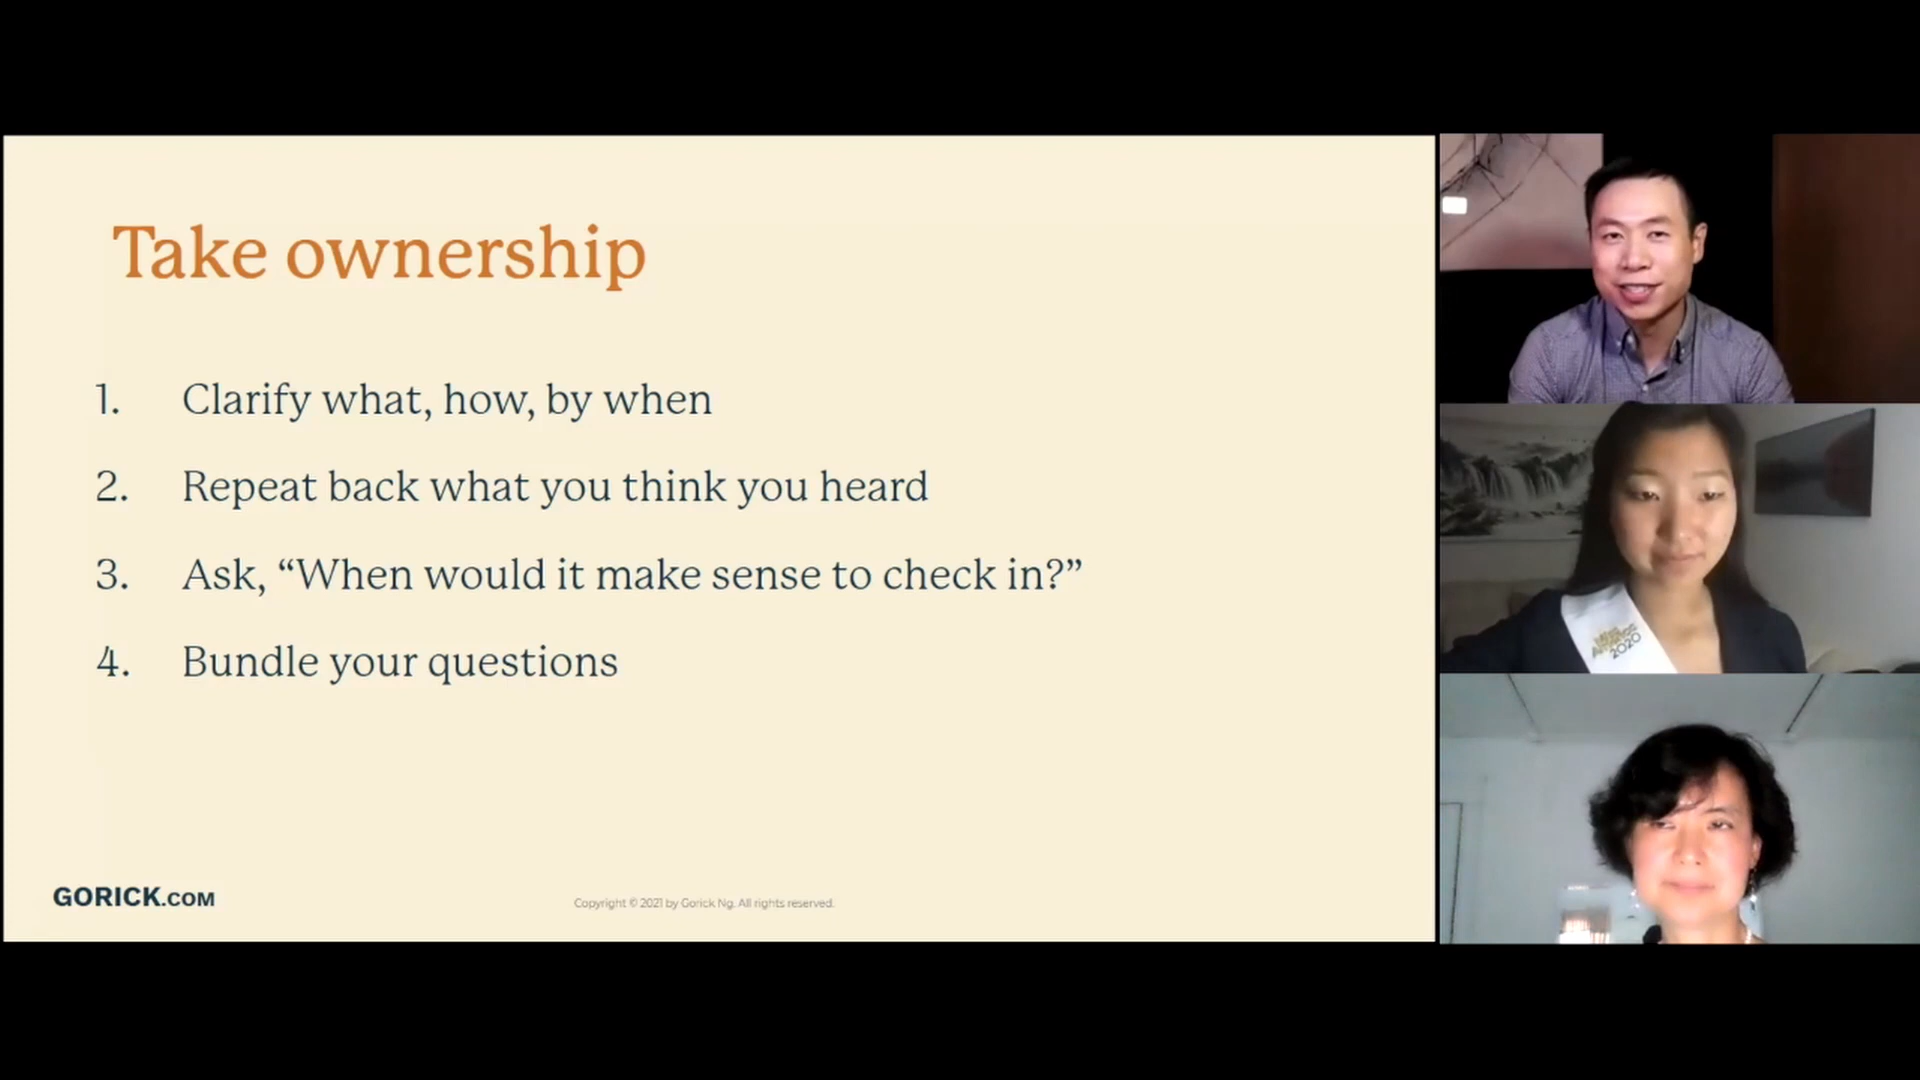 Take ownership
1. Clarify what, how, by when
2. Repeat back what you think you heard
3. Ask, “When would it make sense to check in?”
4. Bundle your questions
GORICK.COM
Copyright © 2021 by Gorick Ng. All rights reserved.
2020